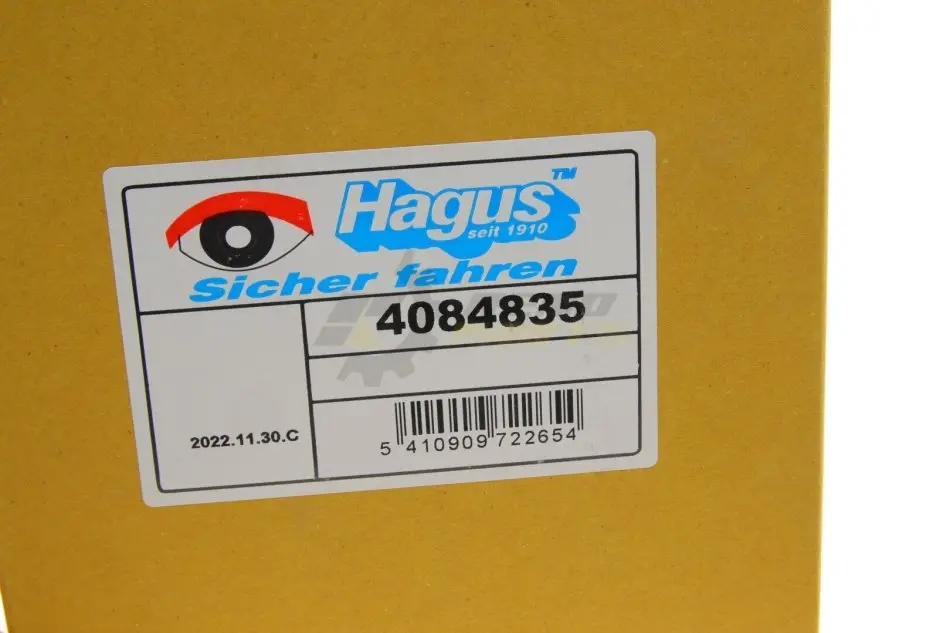 Hagus™
seit 1910
Sicher fahren
4084835
2022.11.30.C
5 410909 722654